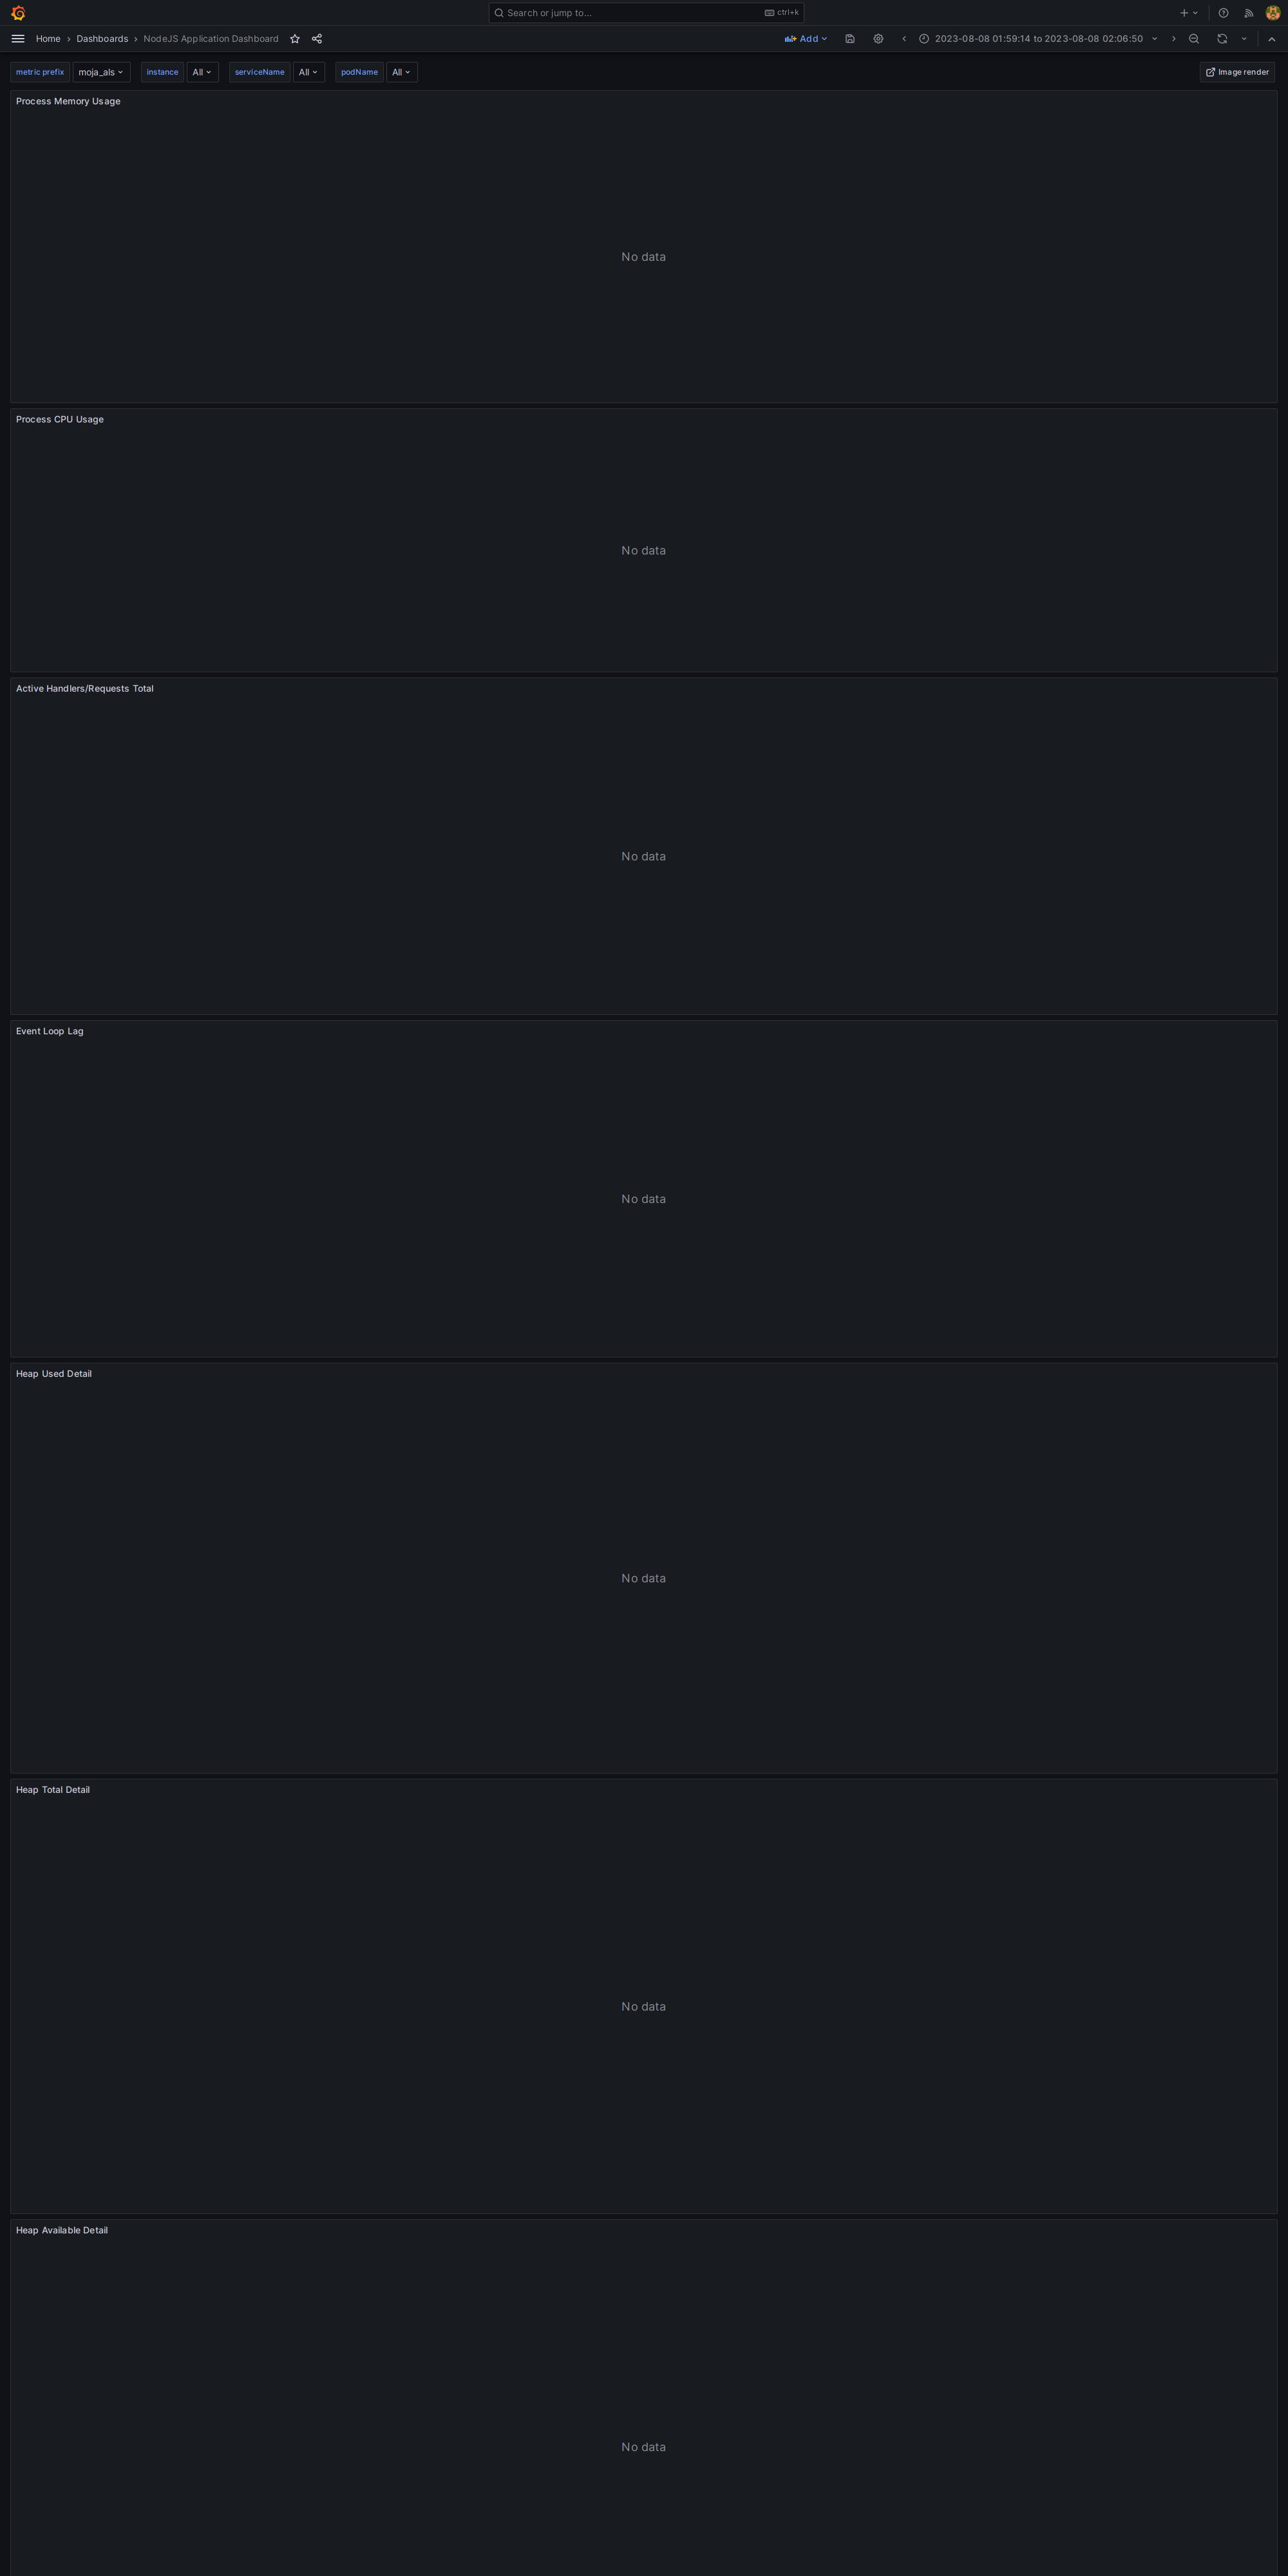 Search or jump to... ctrl+k
Home › Dashboards › NodeJS Application Dashboard Add 2023-08-08 01:59:14 to 2023-08-08 02:06:50
metric prefix moja_als instance All serviceName All podName All Image render
Process Memory Usage
No data
Process CPU Usage
No data
Active Handlers/Requests Total
No data
Event Loop Lag
No data
Heap Used Detail
No data
Heap Total Detail
No data
Heap Available Detail
No data